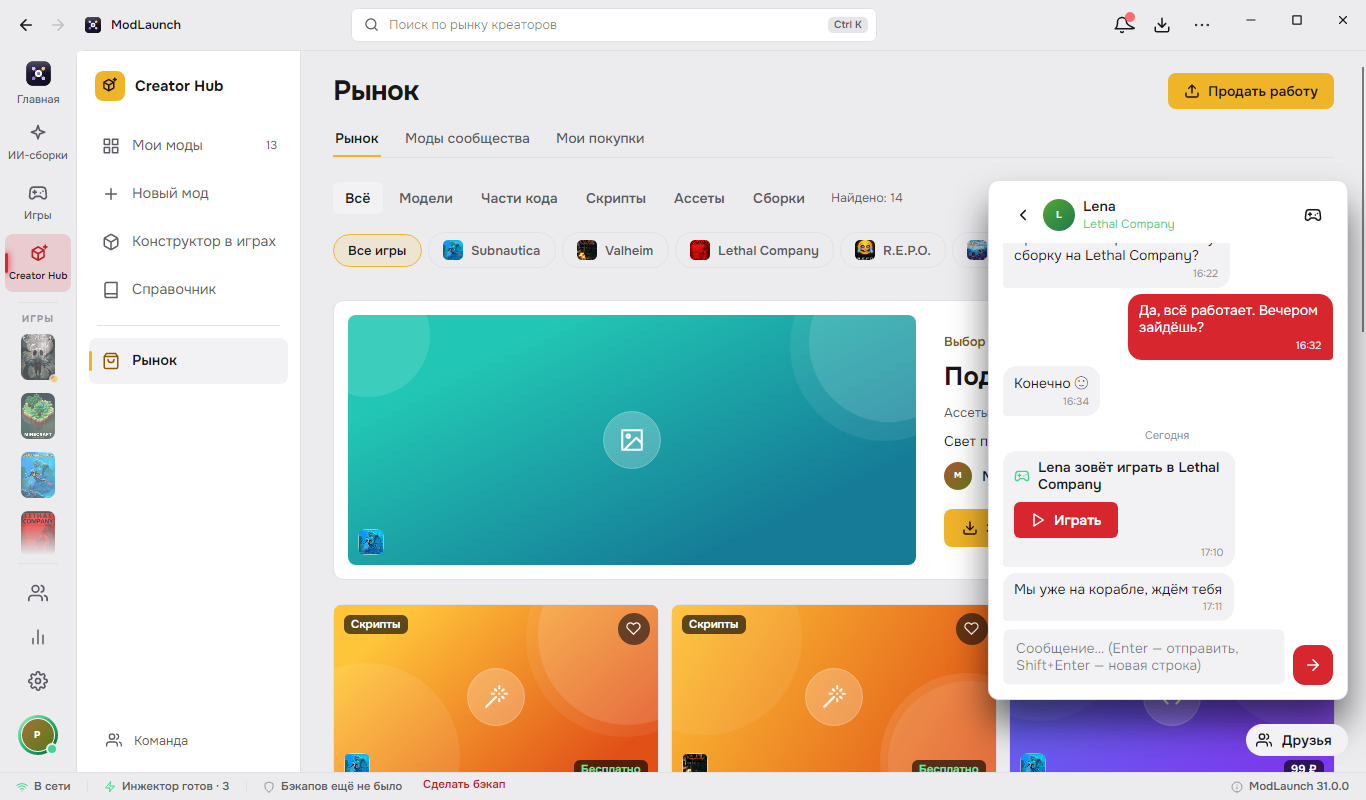 ModLaunch
Поиск по рынку креаторов
Ctrl K
Главная
ИИ-сборки
Игры
Creator Hub
ИГРЫ
MINECRAFT
LETHAL
COMPANY
P
Creator Hub
Мои моды
13
Новый мод
Конструктор в играх
Справочник
Рынок
Команда
Рынок
Продать работу
Рынок
Моды сообщества
Мои покупки
Всё
Модели
Части кода
Скрипты
Ассеты
Сборки
Найдено: 14
Все игры
Subnautica
Valheim
Lethal Company
R.E.P.O.
Выбор
Под
Ассеты
Свет п
M
Скрипты
Скрипты
Бесплатно
Бесплатно
99 ₽
L
Lena
Lethal Company
сборку на Lethal Company?
16:22
Да, всё работает. Вечером
зайдёшь?
16:32
Конечно 🙂
16:34
Сегодня
Lena зовёт играть в Lethal
Company
Играть
17:10
Мы уже на корабле, ждём тебя
17:11
Сообщение... (Enter — отправить,
Shift+Enter — новая строка)
Друзья
В сети
Инжектор готов · 3
Бэкапов ещё не было
Сделать бэкап
ModLaunch 31.0.0